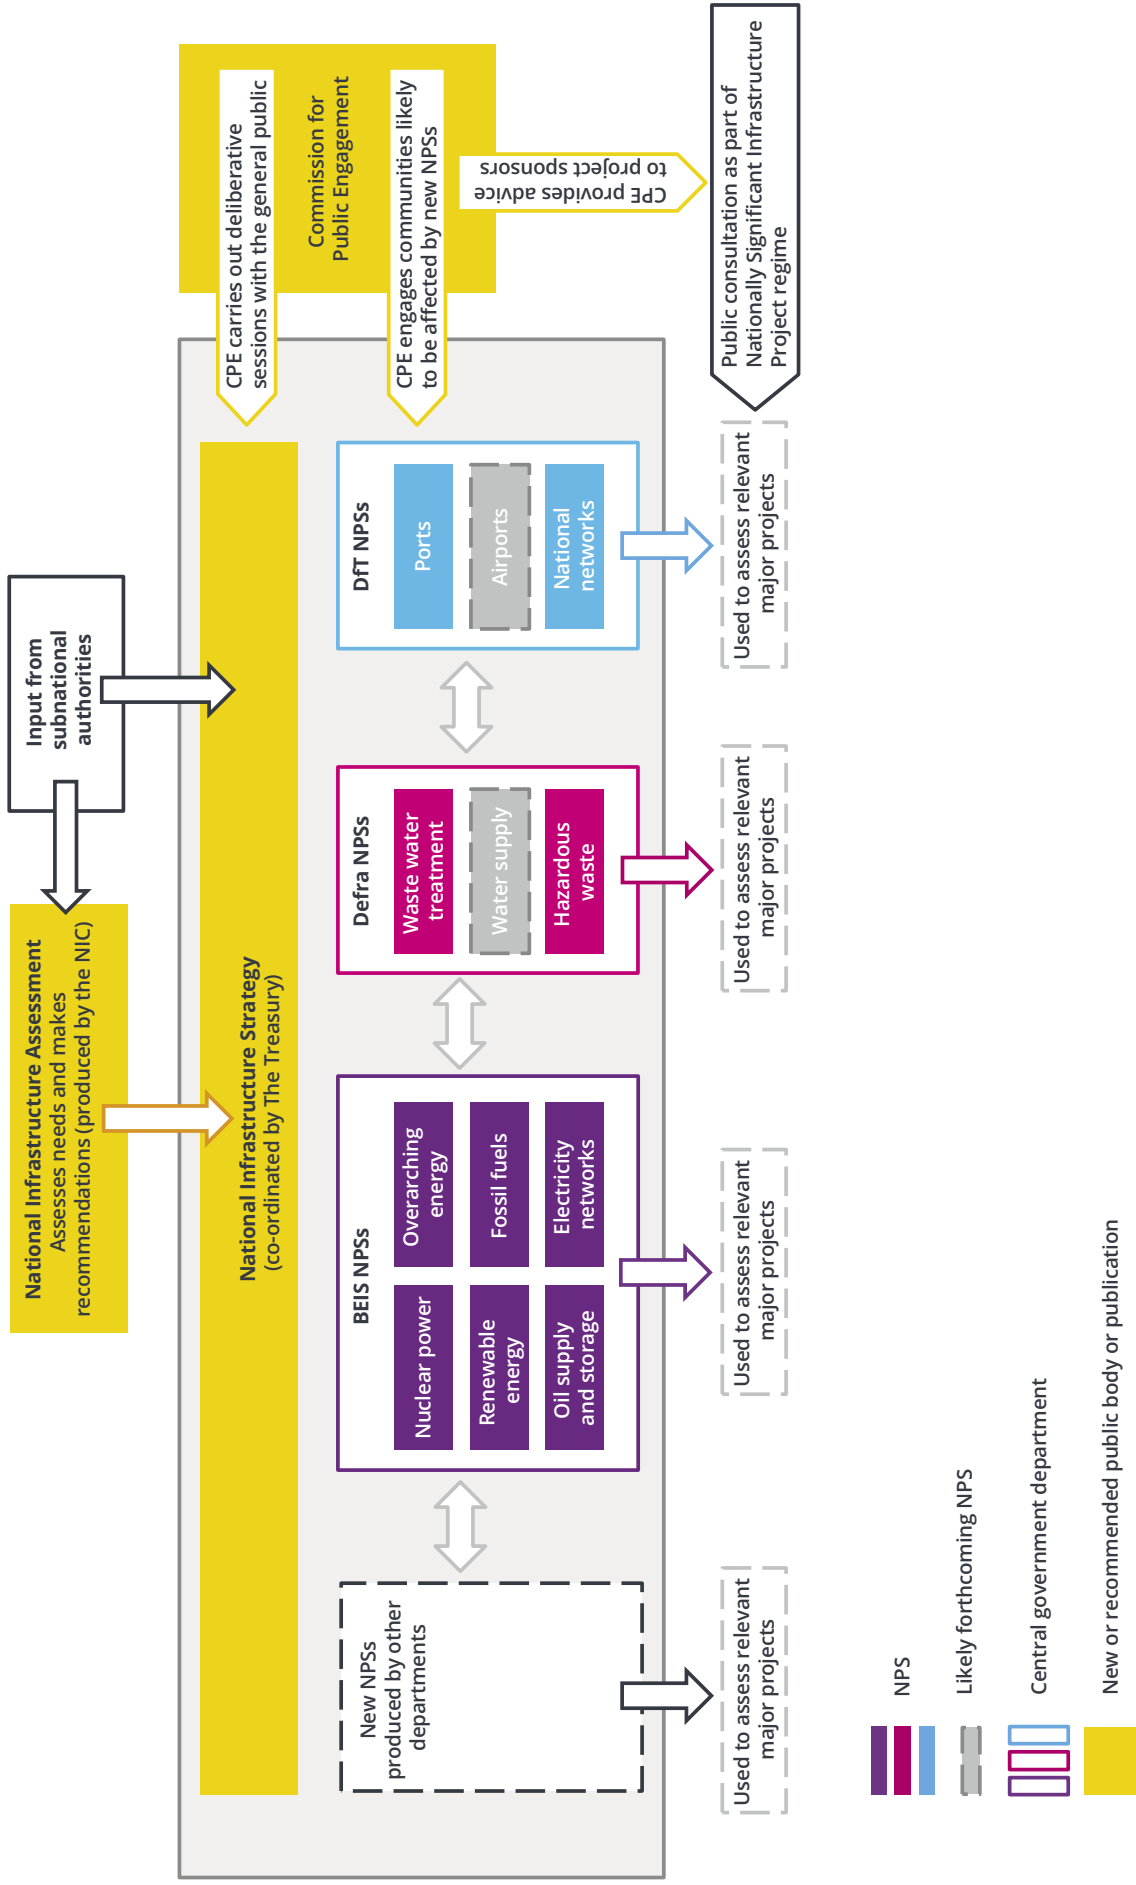 National Infrastructure Assessment
Assesses needs and makes
recommendations (produced by the NIC)
Input from
subnational
authorities
National Infrastructure Strategy
(co-ordinated by The Treasury)
CPE carries out deliberative
sessions with the general public
Commission for
Public Engagement
CPE engages communities likely
to be affected by new NPSs
CPE provides advice
to project sponsors
New NPSs
produced by other
departments
BEIS NPSs
Nuclear power
Overarching
energy
Renewable
energy
Fossil fuels
Oil supply
and storage
Electricity
networks
Defra NPSs
Waste water
treatment
Water supply
Hazardous
waste
DfT NPSs
Ports
Airports
National
networks
Used to assess relevant
major projects
Used to assess relevant
major projects
Used to assess relevant
major projects
Used to assess relevant
major projects
Public consultation as part of
Nationally Significant Infrastructure
Project regime
NPS
Likely forthcoming NPS
Central government department
New or recommended public body or publication